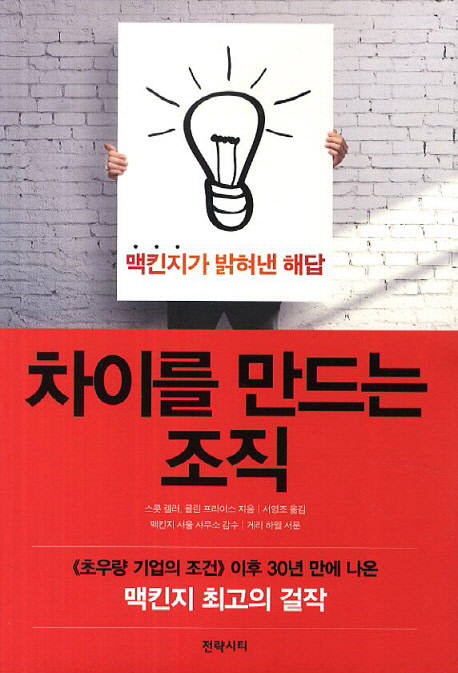 맥킨지가 밝혀낸 해답
차이를 만드는
조직
스콧 켈러, 콜린 프라이스 지음 | 서영조 옮김
맥킨지 서울 사무소 감수 | 게리 하멜 서문
《초우량 기업의 조건》 이후 30년 만에 나온
맥킨지 최고의 걸작
전략시티